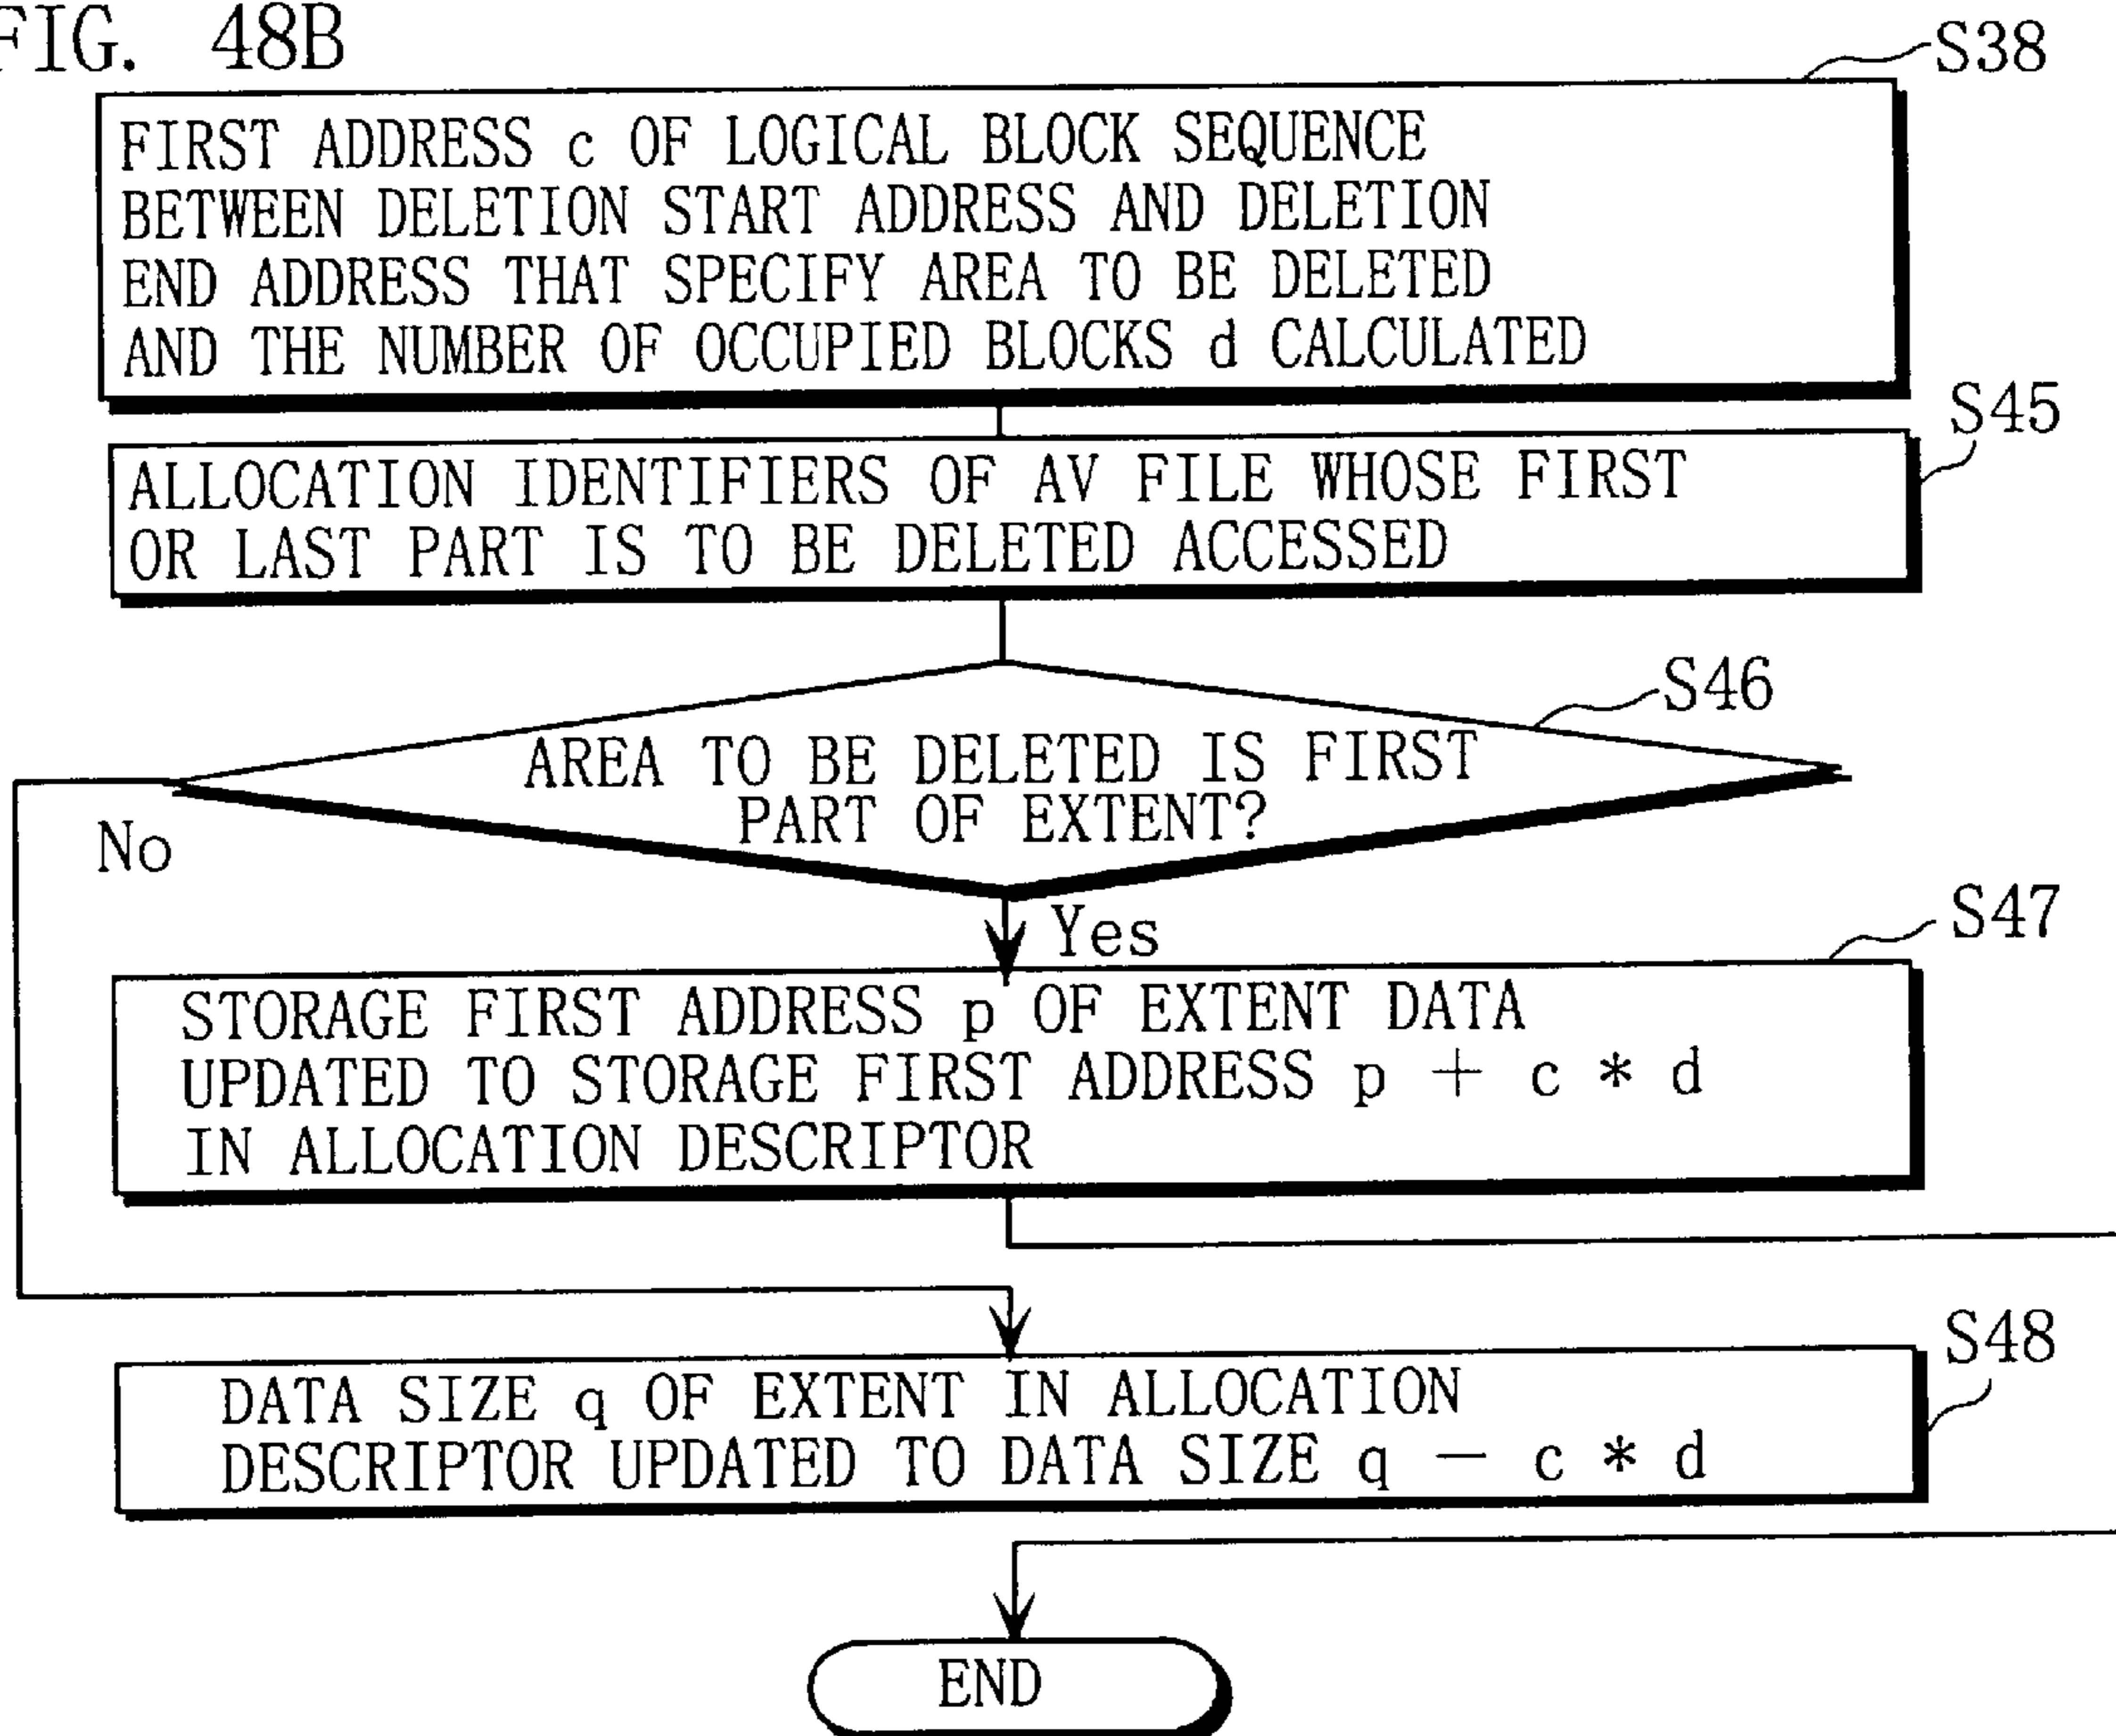 FIG. 48B
S38
FIRST ADDRESS c OF LOGICAL BLOCK SEQUENCE
BETWEEN DELETION START ADDRESS AND DELETION
END ADDRESS THAT SPECIFY AREA TO BE DELETED
AND THE NUMBER OF OCCUPIED BLOCKS d CALCULATED
S45
ALLOCATION IDENTIFIERS OF AV FILE WHOSE FIRST
OR LAST PART IS TO BE DELETED ACCESSED
S46
AREA TO BE DELETED IS FIRST
PART OF EXTENT?
No
Yes
S47
STORAGE FIRST ADDRESS p OF EXTENT DATA
UPDATED TO STORAGE FIRST ADDRESS p + c * d
IN ALLOCATION DESCRIPTOR
S48
DATA SIZE q OF EXTENT IN ALLOCATION
DESCRIPTOR UPDATED TO DATA SIZE q − c * d
END